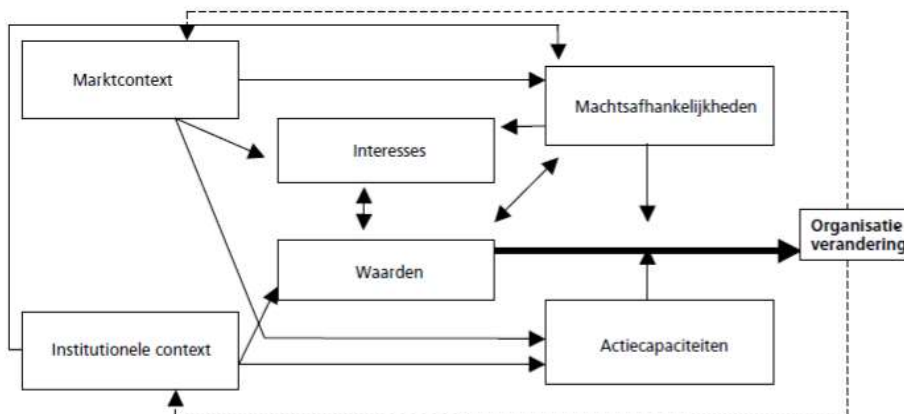 Marktcontext
Machtsafhankelijkheden
Interesses
Organisatie
verandering
Waarden
Institutionele context
Actiecapaciteiten